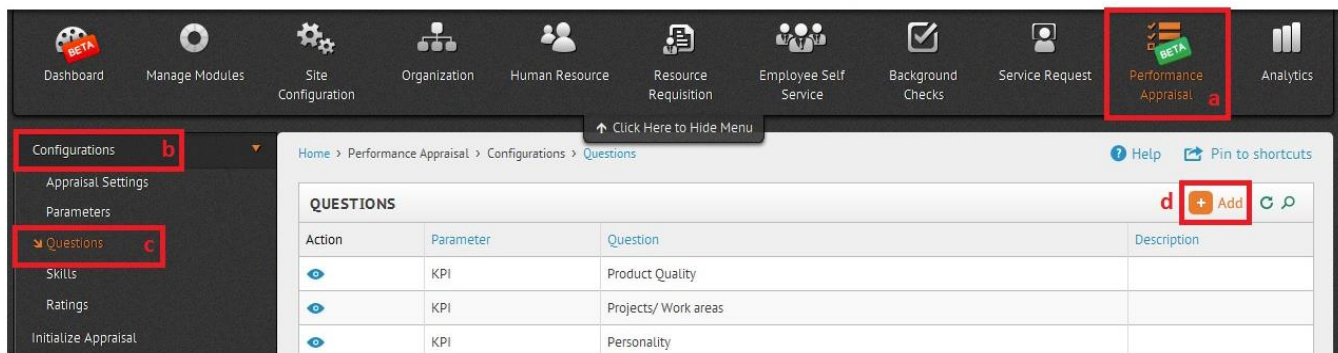 BETA
BETA
Dashboard Manage Modules Site Configuration Organization Human Resource Resource Requisition Employee Self Service Background Checks Service Request Performance Appraisal a Analytics
Click Here to Hide Menu
Configurations b
Home > Performance Appraisal > Configurations > Questions
Help Pin to shortcuts
Appraisal Settings
Parameters
QUESTIONS d + Add
Questions c
Action Parameter Question Description
Skills
KPI Product Quality
Ratings
KPI Projects/ Work areas
Initialize Appraisal
KPI Personality